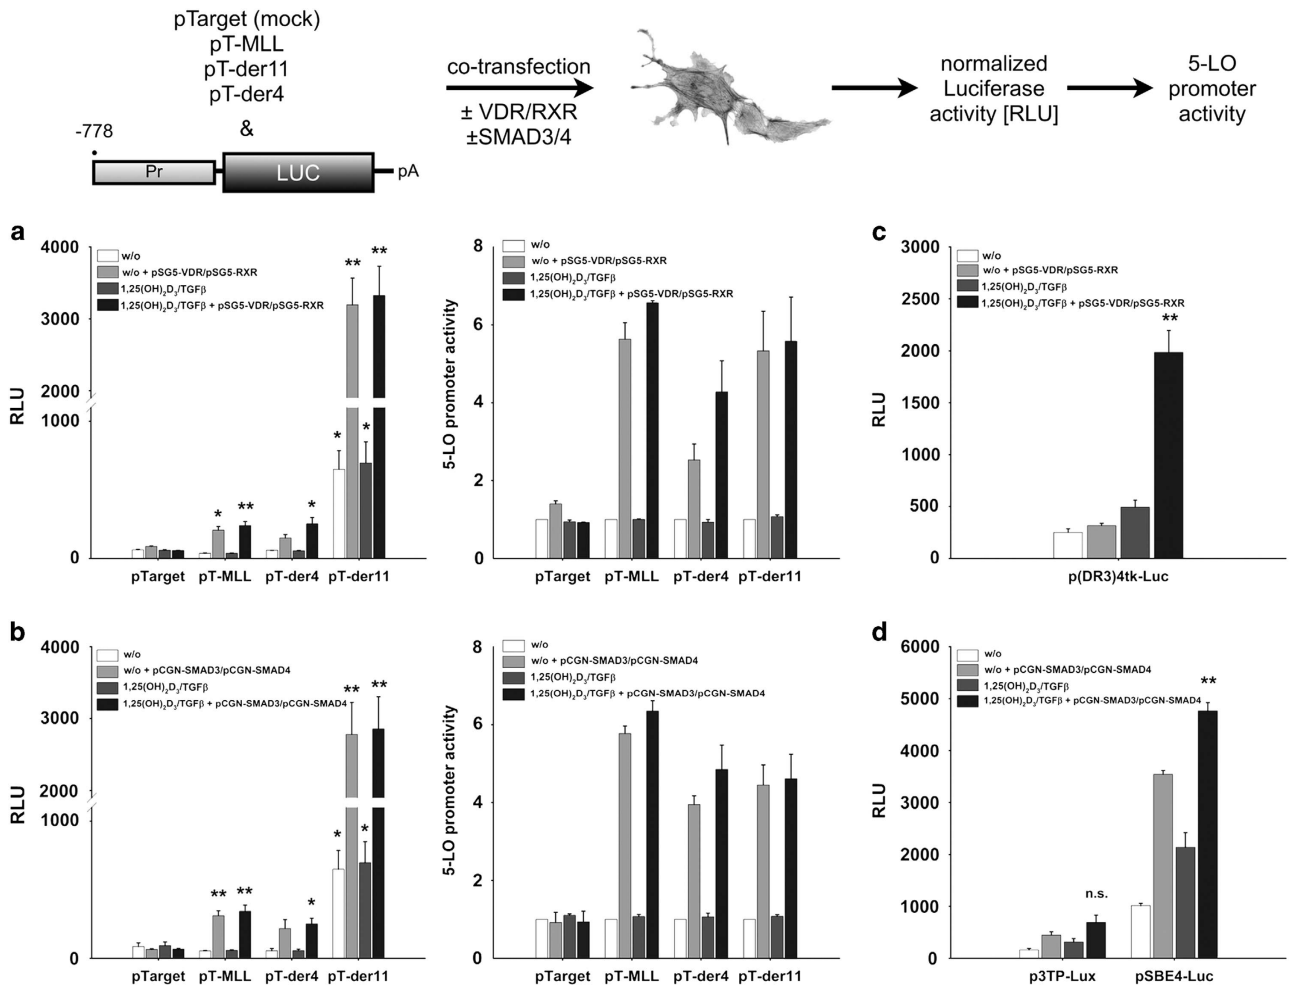 pTarget (mock)
pT-MLL
pT-der11
pT-der4
&
-778
Pr
LUC
pA
co-transfection
± VDR/RXR
±SMAD3/4
normalized
Luciferase
activity [RLU]
5-LO
promoter
activity
a
4000
3000
2000
1000
0
RLU
w/o
w/o + pSG5-VDR/pSG5-RXR
1,25(OH)₂D₃/TGFβ
1,25(OH)₂D₃/TGFβ + pSG5-VDR/pSG5-RXR
* ** * * ** * **
pTarget pT-MLL pT-der4 pT-der11
8
6
4
2
0
5-LO promoter activity
w/o
w/o + pSG5-VDR/pSG5-RXR
1,25(OH)₂D₃/TGFβ
1,25(OH)₂D₃/TGFβ + pSG5-VDR/pSG5-RXR
pTarget pT-MLL pT-der4 pT-der11
c
3000
2500
2000
1500
1000
500
0
RLU
w/o
w/o + pSG5-VDR/pSG5-RXR
1,25(OH)₂D₃/TGFβ
1,25(OH)₂D₃/TGFβ + pSG5-VDR/pSG5-RXR
**
p(DR3)4tk-Luc
b
4000
3000
2000
1000
0
RLU
w/o
w/o + pCGN-SMAD3/pCGN-SMAD4
1,25(OH)₂D₃/TGFβ
1,25(OH)₂D₃/TGFβ + pCGN-SMAD3/pCGN-SMAD4
** ** * * ** * **
pTarget pT-MLL pT-der4 pT-der11
8
6
4
2
0
5-LO promoter activity
w/o
w/o + pCGN-SMAD3/pCGN-SMAD4
1,25(OH)₂D₃/TGFβ
1,25(OH)₂D₃/TGFβ + pCGN-SMAD3/pCGN-SMAD4
pTarget pT-MLL pT-der4 pT-der11
d
6000
5000
4000
3000
2000
1000
0
RLU
w/o
w/o + pCGN-SMAD3/pCGN-SMAD4
1,25(OH)₂D₃/TGFβ
1,25(OH)₂D₃/TGFβ + pCGN-SMAD3/pCGN-SMAD4
n.s.
**
p3TP-Lux pSBE4-Luc